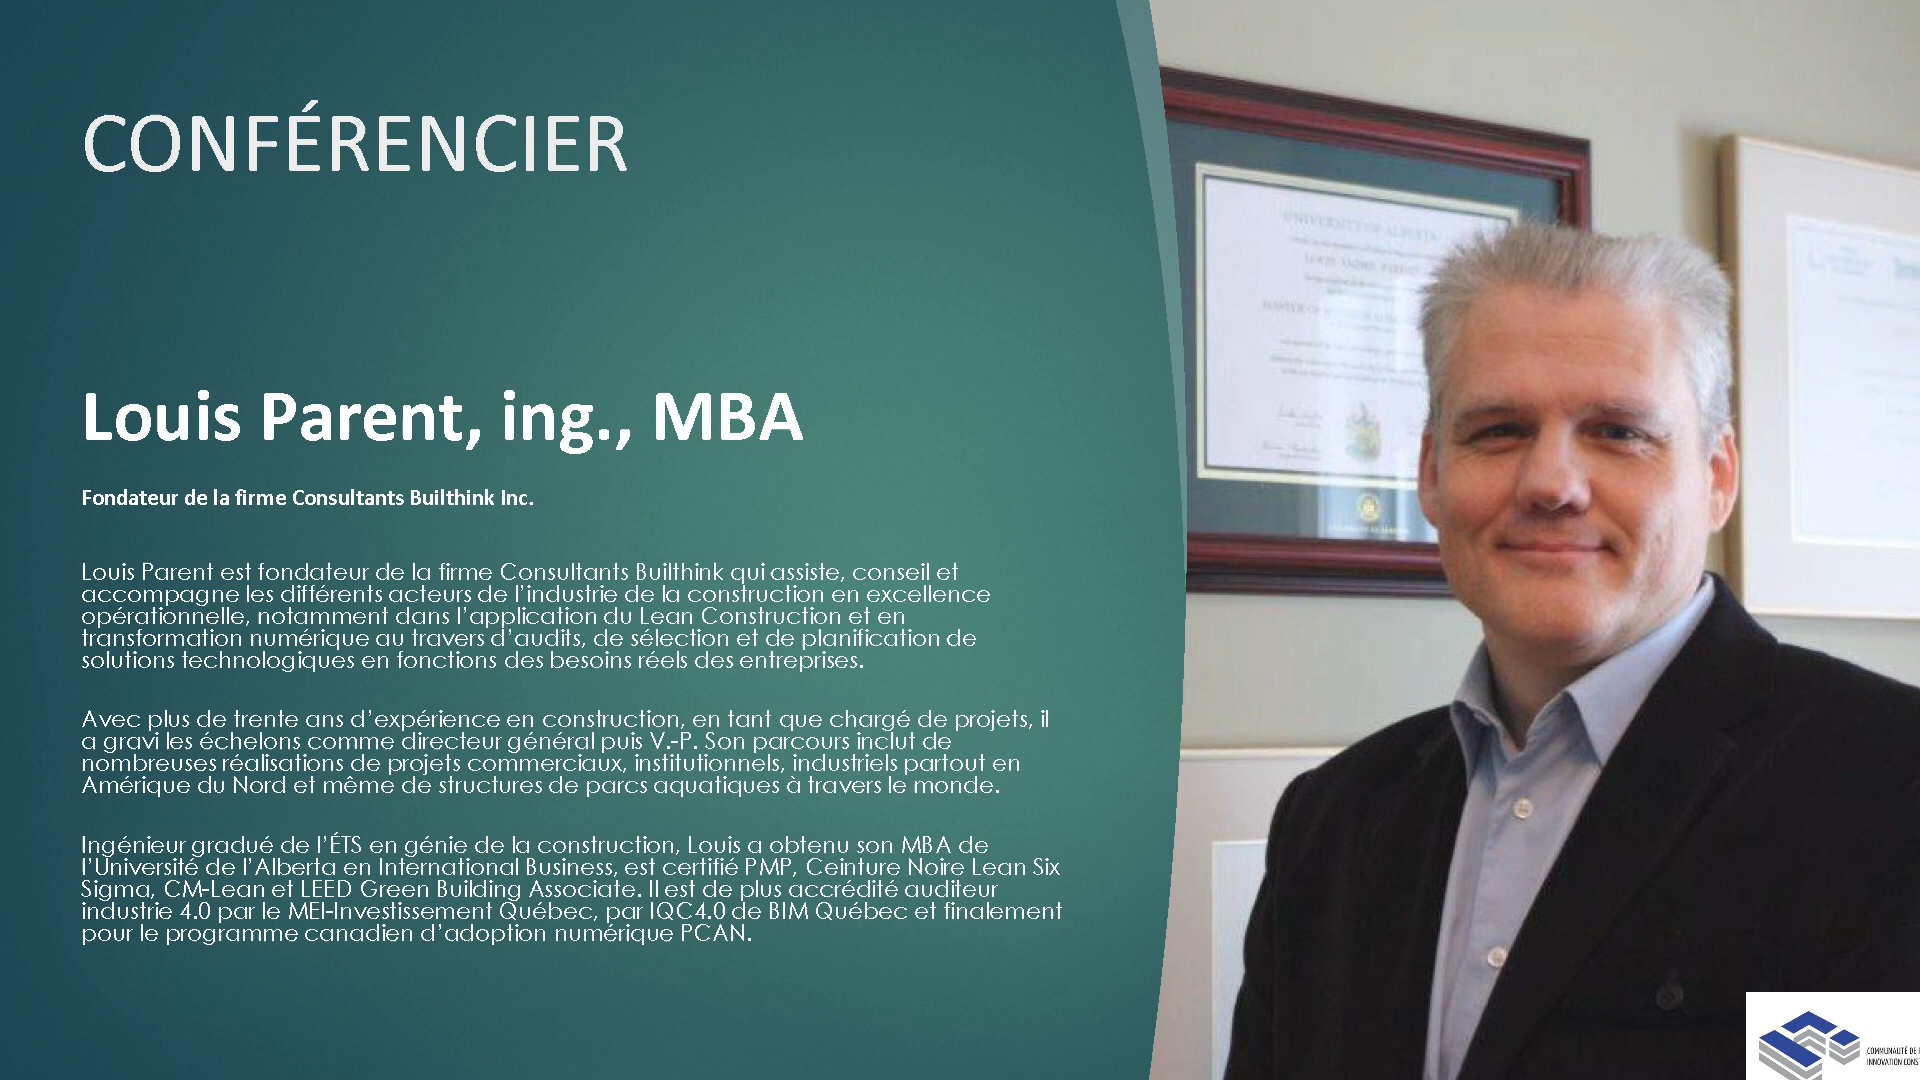 CONFÉRENCIER
Louis Parent, ing., MBA
Fondateur de la firme Consultants Builthink Inc.
Louis Parent est fondateur de la firme Consultants Builthink qui assiste, conseil et
accompagne les différents acteurs de l’industrie de la construction en excellence
opérationnelle, notamment dans l’application du Lean Construction et en
transformation numérique au travers d’audits, de sélection et de planification de
solutions technologiques en fonctions des besoins réels des entreprises.
Avec plus de trente ans d’expérience en construction, en tant que chargé de projets, il
a gravi les échelons comme directeur général puis V.-P. Son parcours inclut de
nombreuses réalisations de projets commerciaux, institutionnels, industriels partout en
Amérique du Nord et même de structures de parcs aquatiques à travers le monde.
Ingénieur gradué de l’ÉTS en génie de la construction, Louis a obtenu son MBA de
l’Université de l’Alberta en International Business, est certifié PMP, Ceinture Noire Lean Six
Sigma, CM-Lean et LEED Green Building Associate. Il est de plus accrédité auditeur
industrie 4.0 par le MEI-Investissement Québec, par IQC4.0 de BIM Québec et finalement
pour le programme canadien d’adoption numérique PCAN.
UNIVERSITY OF ALBERTA
COMMUNAUTÉ DE
INNOVATION